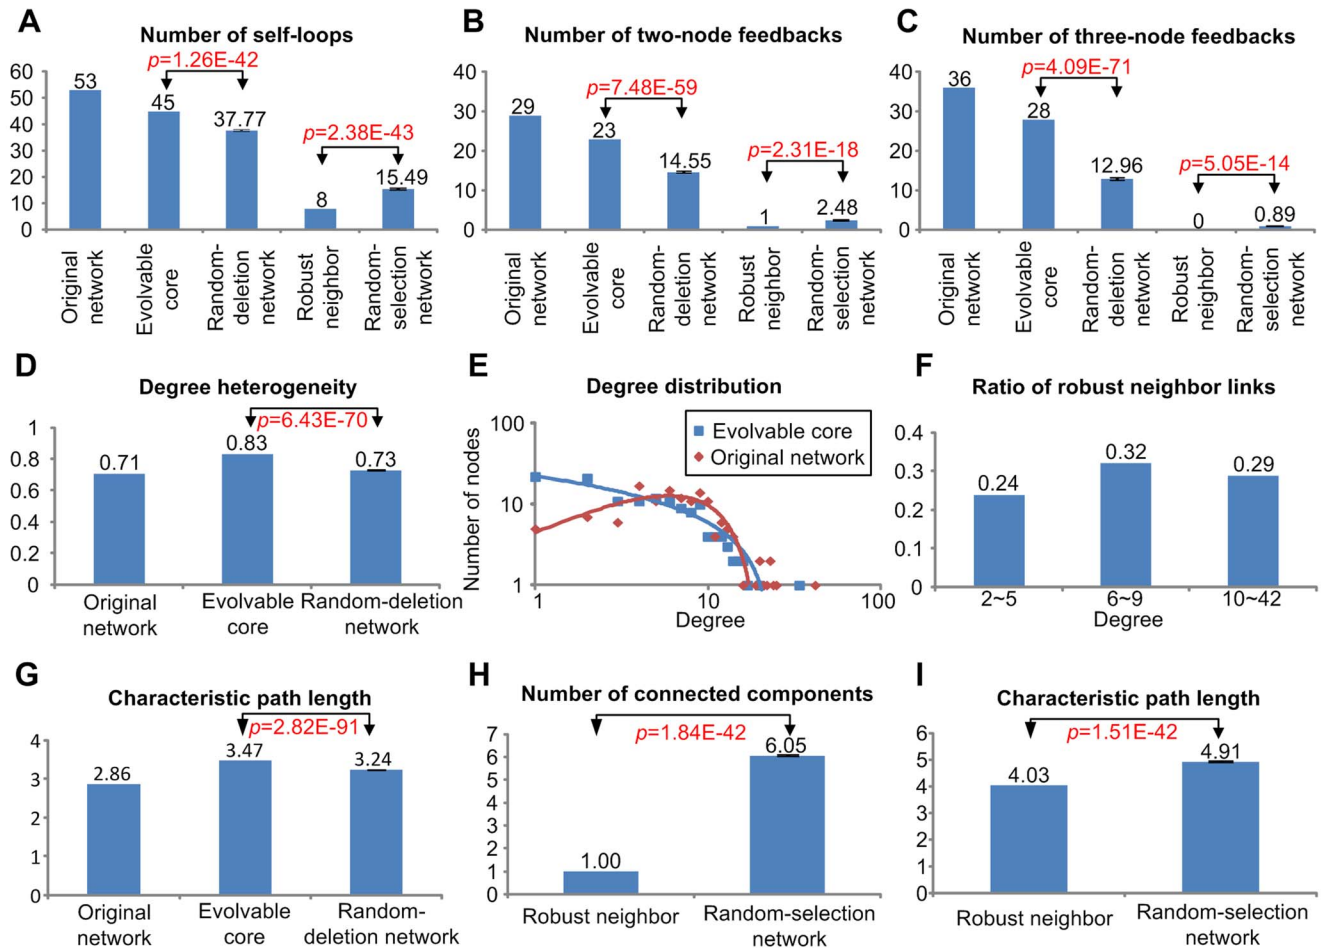 A
Number of self-loops
p=1.26E-42
60
50
40
30
20
10
0
53
45
37.77
p=2.38E-43
8
15.49
Original
network
Evolvable
core
Random-
deletion
network
Robust
neighbor
Random-
selection
network
B
Number of two-node feedbacks
p=7.48E-59
40
30
20
10
0
29
23
14.55
p=2.31E-18
1
2.48
Original
network
Evolvable
core
Random-
deletion
network
Robust
neighbor
Random-
selection
network
C
Number of three-node feedbacks
p=4.09E-71
40
30
20
10
0
36
28
12.96
p=5.05E-14
0
0.89
Original
network
Evolvable
core
Random-
deletion
network
Robust
neighbor
Random-
selection
network
D
Degree heterogeneity
p=6.43E-70
1
0.8
0.6
0.4
0.2
0
0.71
0.83
0.73
Original
network
Evolvable
core
Random-deletion
network
E
Degree distribution
Number of nodes
100
10
1
Evolvable core
Original network
1
10
100
Degree
F
Ratio of robust neighbor links
0.4
0.3
0.2
0.1
0
0.24
0.32
0.29
2~5
6~9
10~42
Degree
G
Characteristic path length
p=2.82E-91
4
3
2
1
0
2.86
3.47
3.24
Original
network
Evolvable
core
Random-
deletion network
H
Number of connected components
p=1.84E-42
7
6
5
4
3
2
1
0
1.00
6.05
Robust neighbor
Random-selection
network
I
Characteristic path length
p=1.51E-42
6
5
4
3
2
1
0
4.03
4.91
Robust neighbor
Random-selection
network